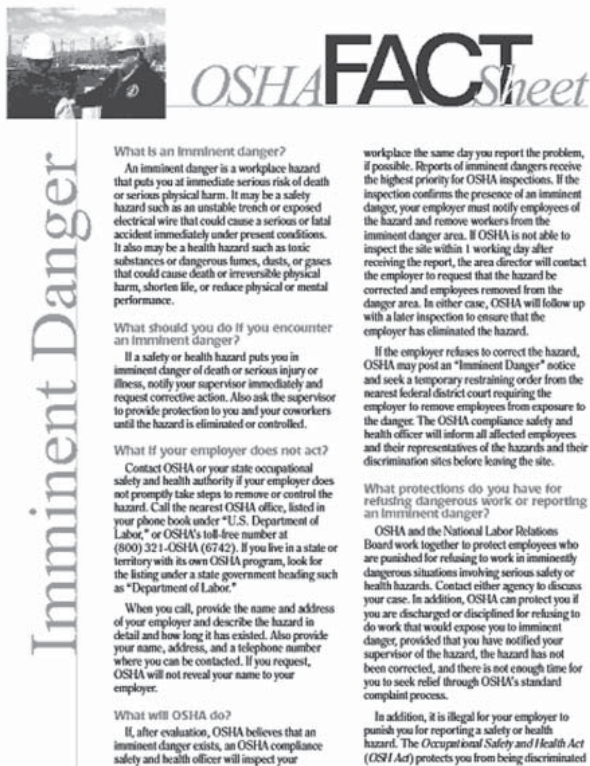 OSHA FACT Sheet
Imminent Danger
What is an imminent danger?
An imminent danger is a workplace hazard
that puts you at immediate serious risk of death
or serious physical harm. It may be a safety
hazard such as an unstable trench or exposed
electrical wire that could cause a serious or fatal
accident immediately under present conditions.
It also may be a health hazard such as toxic
substances or dangerous fumes, dusts, or gases
that could cause death or irreversible physical
harm, shorten life, or reduce physical or mental
performance.
What should you do if you encounter
an imminent danger?
If a safety or health hazard puts you in
imminent danger of death or serious injury or
illness, notify your supervisor immediately and
request corrective action. Also ask the supervisor
to provide protection to you and your coworkers
until the hazard is eliminated or controlled.
What if your employer does not act?
Contact OSHA or your state occupational
safety and health authority if your employer does
not promptly take steps to remove or control the
hazard. Call the nearest OSHA office, listed in
your phone book under "U.S. Department of
Labor," or OSHA's toll-free number at
(800) 321-OSHA (6742). If you live in a state or
territory with its own OSHA program, look for
the listing under a state government heading such
as "Department of Labor."
When you call, provide the name and address
of your employer and describe the hazard in
detail and how long it has existed. Also provide
your name, address, and a telephone number
where you can be contacted. If you request,
OSHA will not reveal your name to your
employer.
What will OSHA do?
If, after evaluation, OSHA believes that an
imminent danger exists, an OSHA compliance
safety and health officer will inspect your
workplace the same day you report the problem,
if possible. Reports of imminent dangers receive
the highest priority for OSHA inspections. If the
inspection confirms the presence of an imminent
danger, your employer must notify employees of
the hazard and remove workers from the
imminent danger area. If OSHA is not able to
inspect the site within 1 working day after
receiving the report, the area director will contact
the employer to request that the hazard be
corrected and employees removed from the
danger area. In either case, OSHA will follow up
with a later inspection to ensure that the
employer has eliminated the hazard.
If the employer refuses to correct the hazard,
OSHA may post an "Imminent Danger" notice
and seek a temporary restraining order from the
nearest federal district court requiring the
employer to remove employees from exposure to
the danger. The OSHA compliance safety and
health officer will inform all affected employees
and their representatives of the hazards and their
discrimination sites before leaving the site.
What protections do you have for
refusing dangerous work or reporting
an imminent danger?
OSHA and the National Labor Relations
Board work together to protect employees who
are punished for refusing to work in imminently
dangerous situations involving serious safety or
health hazards. Contact either agency to discuss
your case. In addition, OSHA can protect you if
you are discharged or disciplined for refusing to
do work that would expose you to imminent
danger, provided that you have notified your
supervisor of the hazard, the hazard has not
been corrected, and there is not enough time for
you to seek relief through OSHA's standard
complaint process.
In addition, it is illegal for your employer to
punish you for reporting a safety or health
hazard. The Occupational Safety and Health Act
(OSH Act) protects you from being discriminated